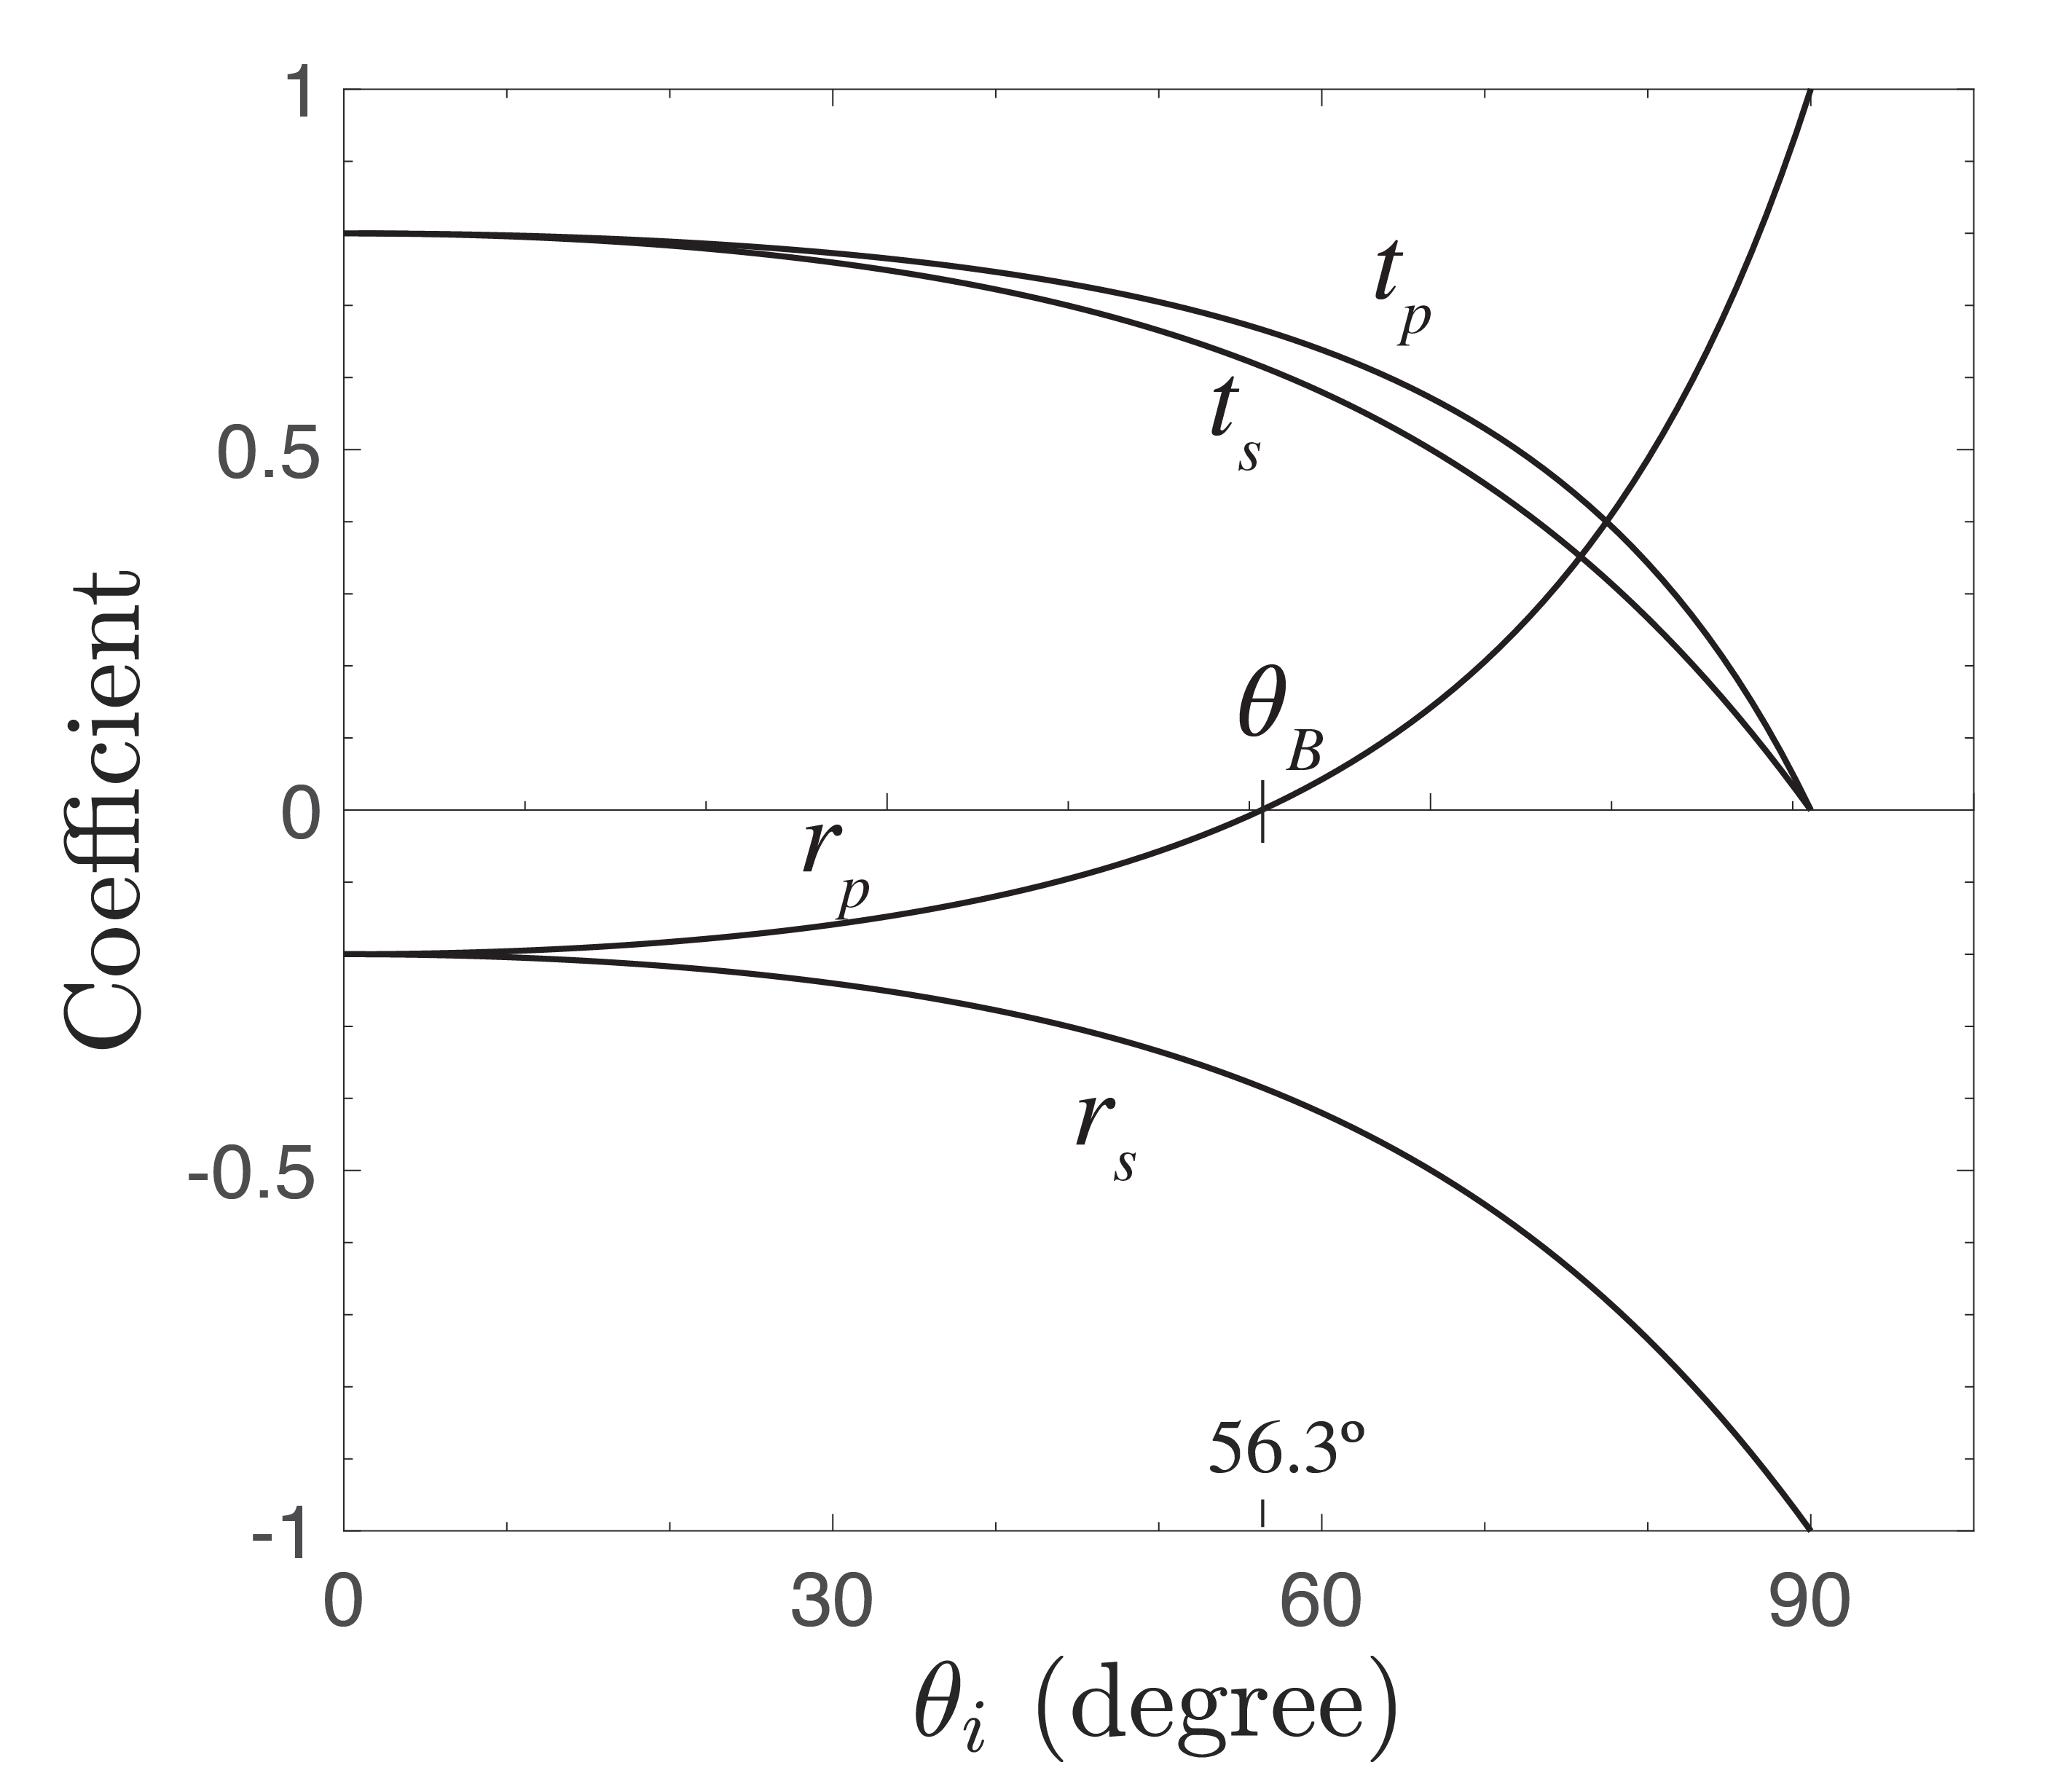 1
t_p
t_s
0.5
Coefficient
θ_B
0
r_p
r_s
-0.5
56.3º
-1
0 30 60 90
θ_i (degree)